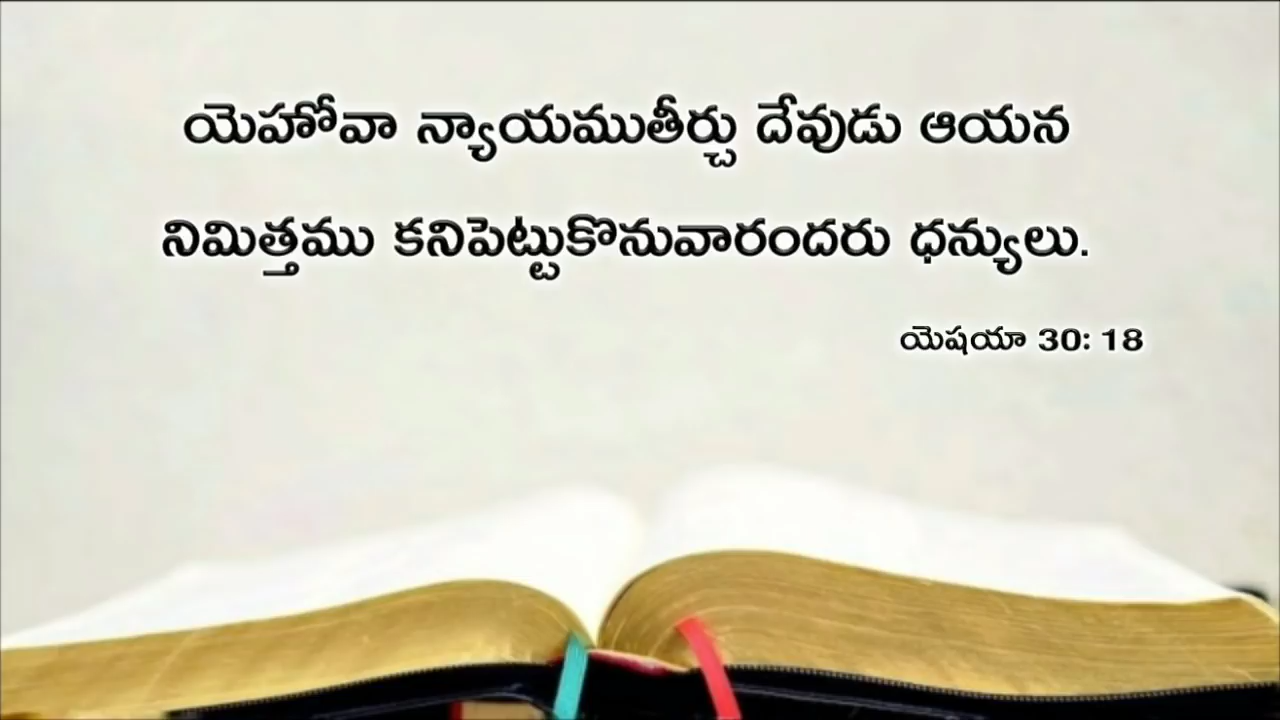 యెహోవా న్యాయముతీర్చు దేవుడు ఆయన
నిమిత్తము కనిపెట్టుకొనువారందరు ధన్యులు.
యెషయా 30: 18